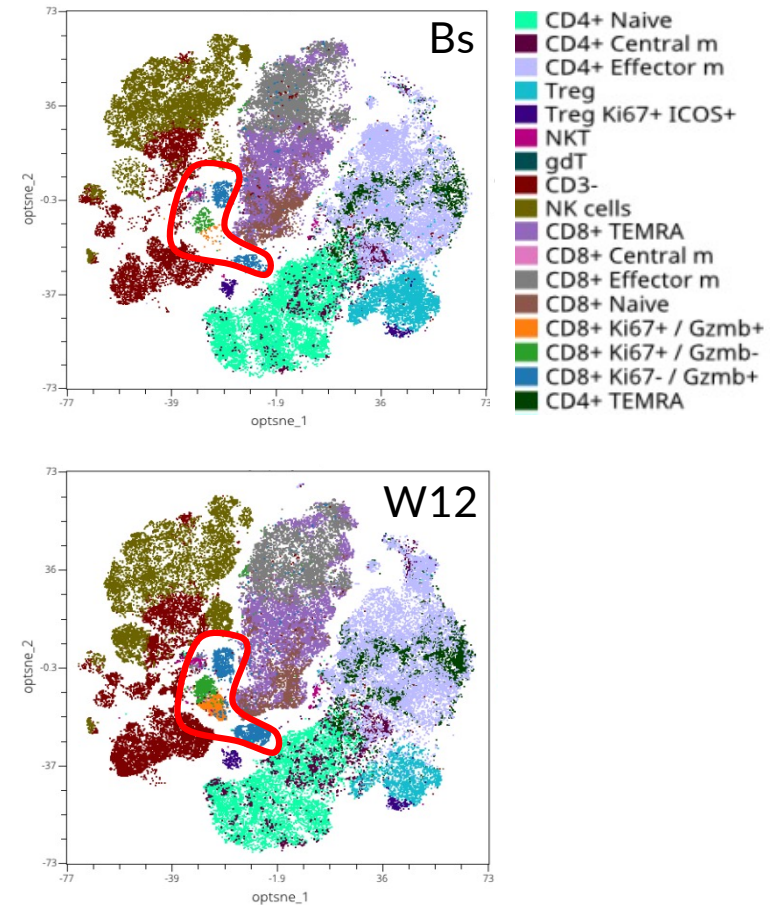 73
Bs
36
-0.3
-37
-73
-77
-39
-1.9
36
73
optsne_1
optsne_2
CD4+ Naive
CD4+ Central m
CD4+ Effector m
Treg
Treg Ki67+ ICOS+
NKT
gdT
CD3-
NK cells
CD8+ TEMRA
CD8+ Central m
CD8+ Effector m
CD8+ Naive
CD8+ Ki67+ / Gzmb+
CD8+ Ki67+ / Gzmb-
CD8+ Ki67- / Gzmb+
CD4+ TEMRA
73
W12
36
-0.3
-37
-73
-77
-39
-1.9
36
73
optsne_1
optsne_2